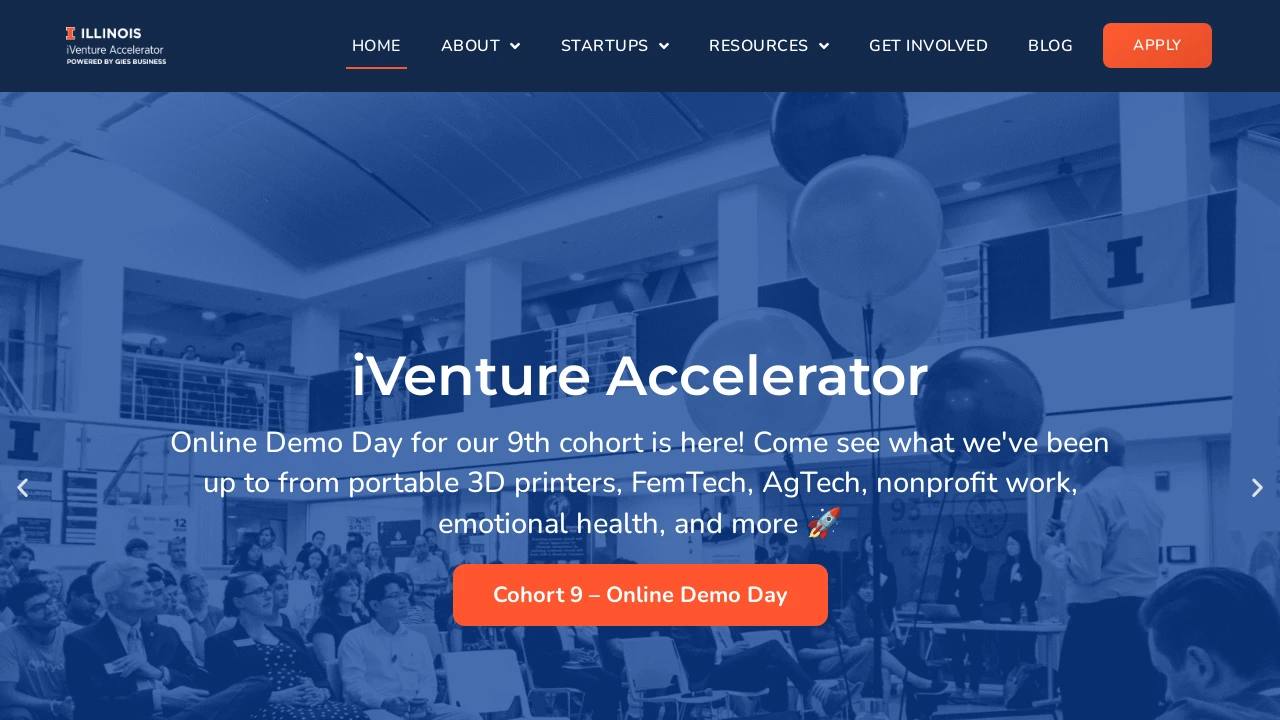 ILLINOIS
iVenture Accelerator
POWERED BY GIES BUSINESS
HOME
ABOUT
STARTUPS
RESOURCES
GET INVOLVED
BLOG
APPLY
iVenture Accelerator
Online Demo Day for our 9th cohort is here! Come see what we've been
up to from portable 3D printers, FemTech, AgTech, nonprofit work,
emotional health, and more 🚀
Cohort 9 – Online Demo Day
I
I
12